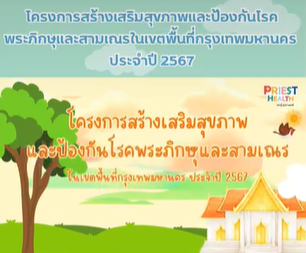 โครงการสร้างเสริมสุขภาพและป้องกันโรค
พระภิกษุและสามเณรในเขตพื้นที่กรุงเทพมหานคร
ประจำปี 2567
PRIEST
HEALTH
โครงการสร้างเสริมสุขภาพ
และป้องกันโรคพระภิกษุและสามเณร
ในเขตพื้นที่กรุงเทพมหานคร ประจำปี 2567